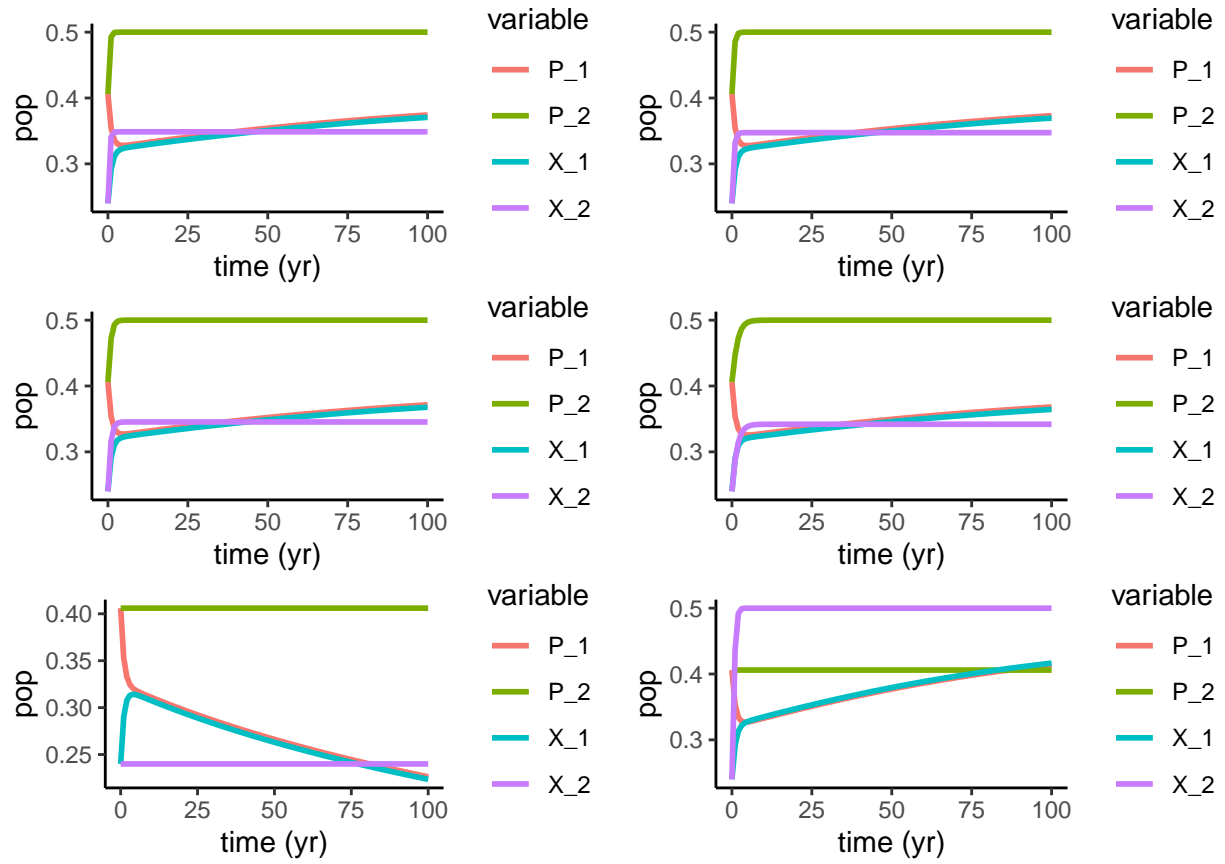 variable
0.5
0.4
0.3
pop
P_1
P_2
X_1
X_2
0 25 50 75 100
time (yr)
variable
0.5
0.4
0.3
pop
P_1
P_2
X_1
X_2
0 25 50 75 100
time (yr)
variable
0.5
0.4
0.3
pop
P_1
P_2
X_1
X_2
0 25 50 75 100
time (yr)
variable
0.5
0.4
0.3
pop
P_1
P_2
X_1
X_2
0 25 50 75 100
time (yr)
variable
0.40
0.35
0.30
0.25
pop
P_1
P_2
X_1
X_2
0 25 50 75 100
time (yr)
variable
0.5
0.4
0.3
pop
P_1
P_2
X_1
X_2
0 25 50 75 100
time (yr)